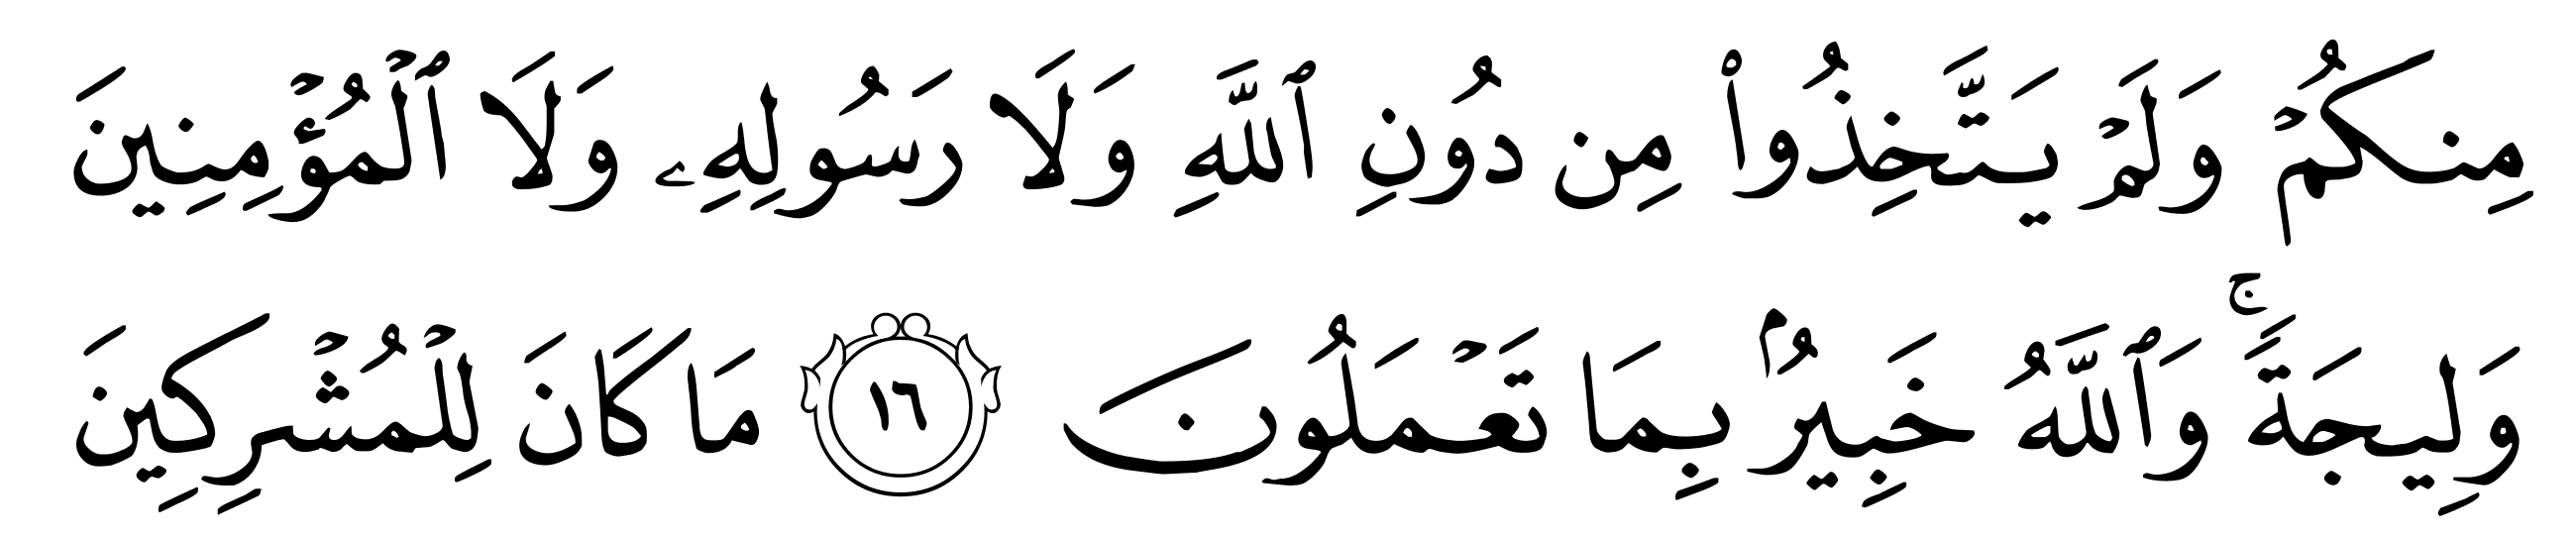 مِنكُمۡ وَلَمۡ يَتَّخِذُواْ مِن دُونِ ٱللَّهِ وَلَا رَسُولِهِۦ وَلَا ٱلۡمُؤۡمِنِينَ
وَلِيجَةٗۚ وَٱللَّهُ خَبِيرُۢ بِمَا تَعۡمَلُونَ ١٦ مَا كَانَ لِلۡمُشۡرِكِينَ